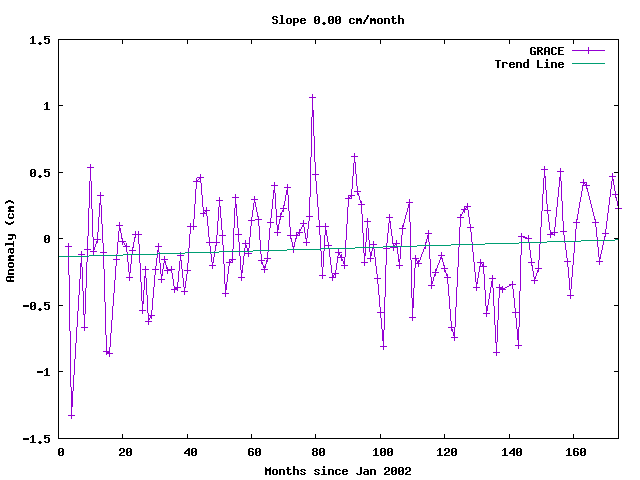 Slope 0.00 cm/month
GRACE
Trend Line
1.5
1
0.5
0
-0.5
-1
-1.5
Anomaly (cm)
0 20 40 60 80 100 120 140 160
Months since Jan 2002